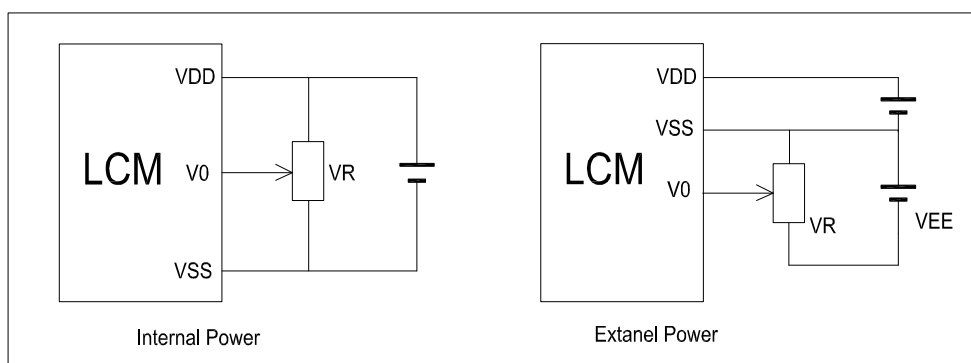 VDD
LCM
V0
VR
VSS
Internal Power
VDD
VSS
LCM
V0
VR
VEE
Extanel Power